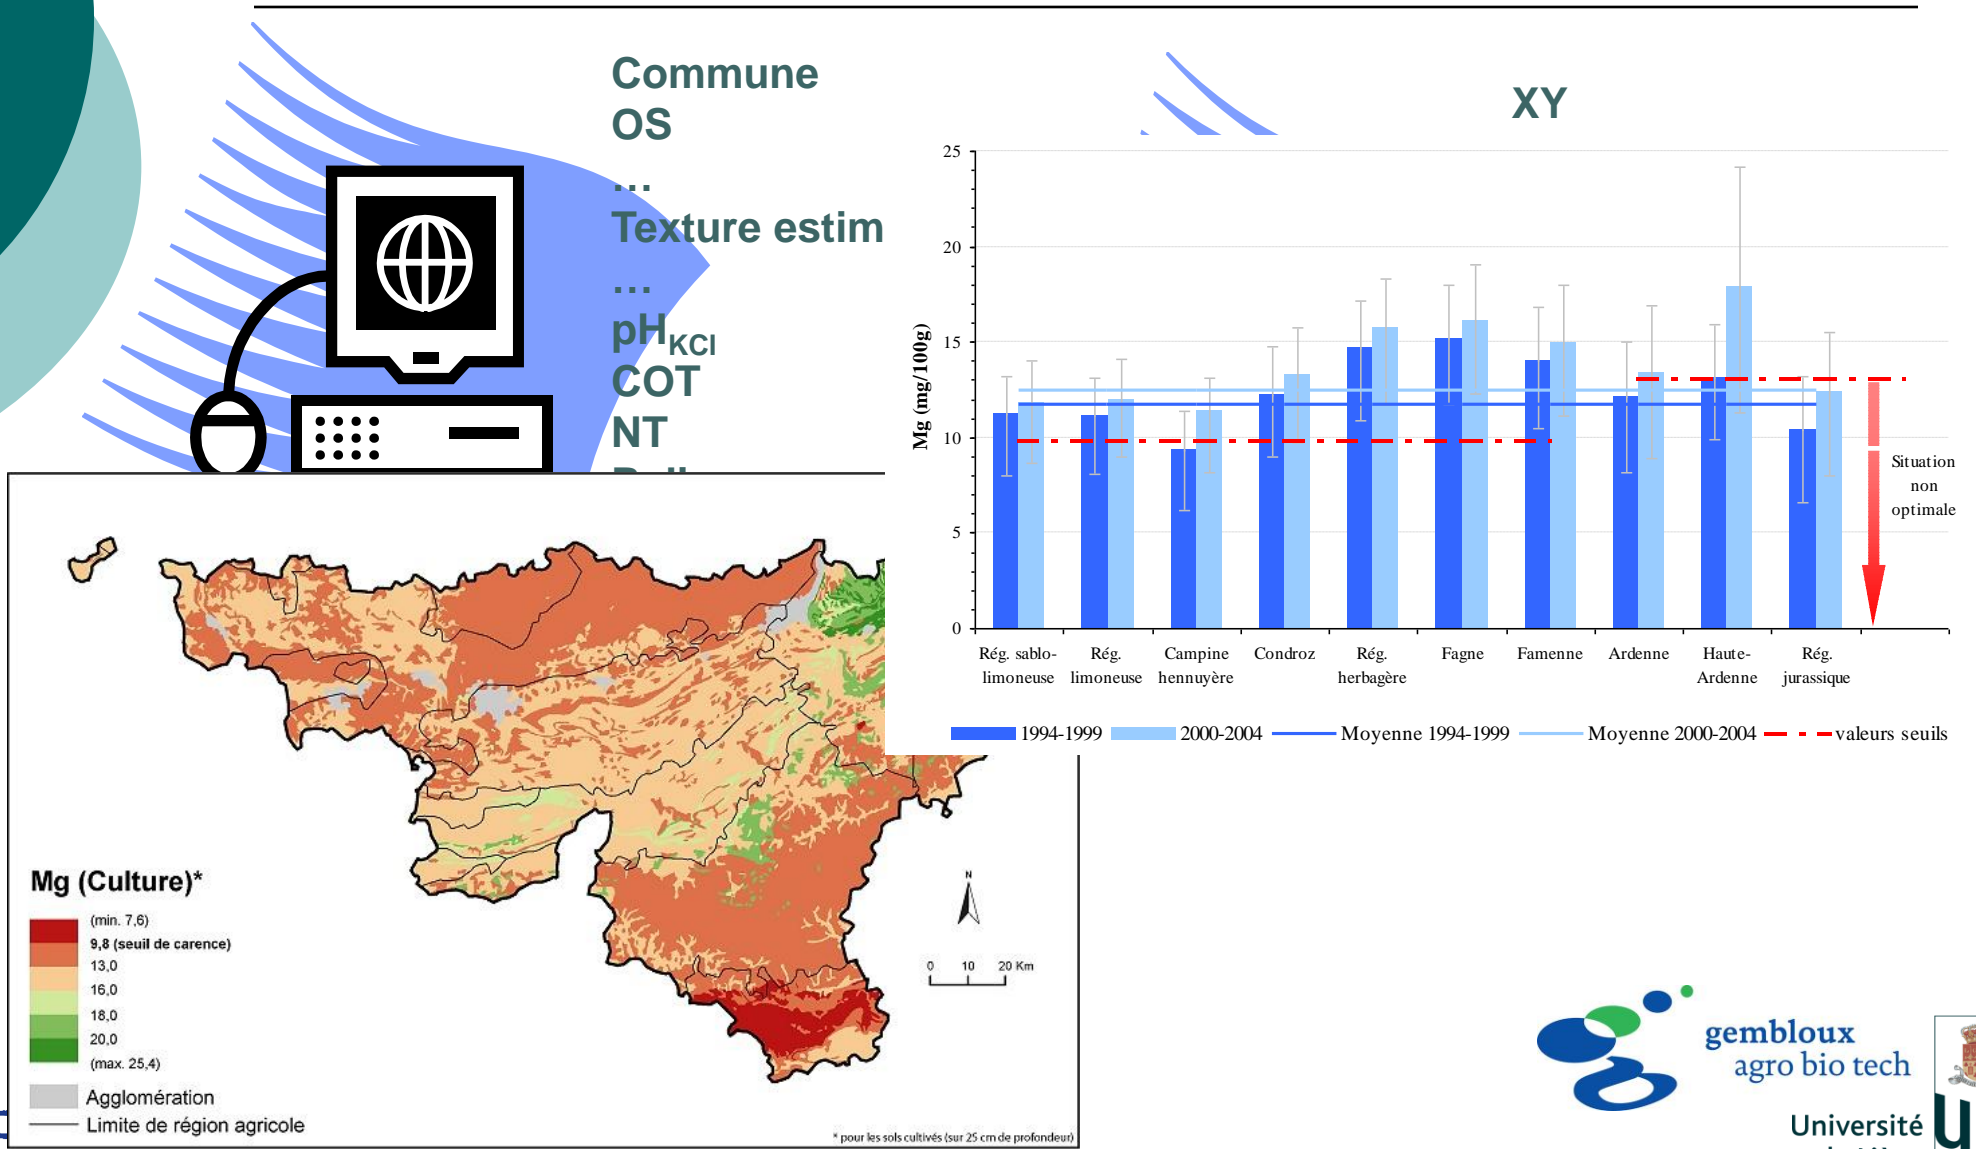 Commune
OS
...
Texture estim
...
pHKCl
COT
NT
XY
25
20
15
10
5
0
Mg (mg/100g)
Rég. sablo-limoneuse
Rég. limoneuse
Campine hennuyère
Condroz
Rég. herbagère
Fagne
Famenne
Ardenne
Haute-Ardenne
Rég. jurassique
Situation
non
optimale
1994-1999 2000-2004 Moyenne 1994-1999 Moyenne 2000-2004 valeurs seuils
Mg (Culture)*
(min. 7,6)
9,8 (seuil de carence)
13,0
16,0
18,0
20,0
(max. 25,4)
Agglomération
Limite de région agricole
N
0 10 20 Km
* pour les sols cultivés (sur 25 cm de profondeur)
gembloux
agro bio tech
Université